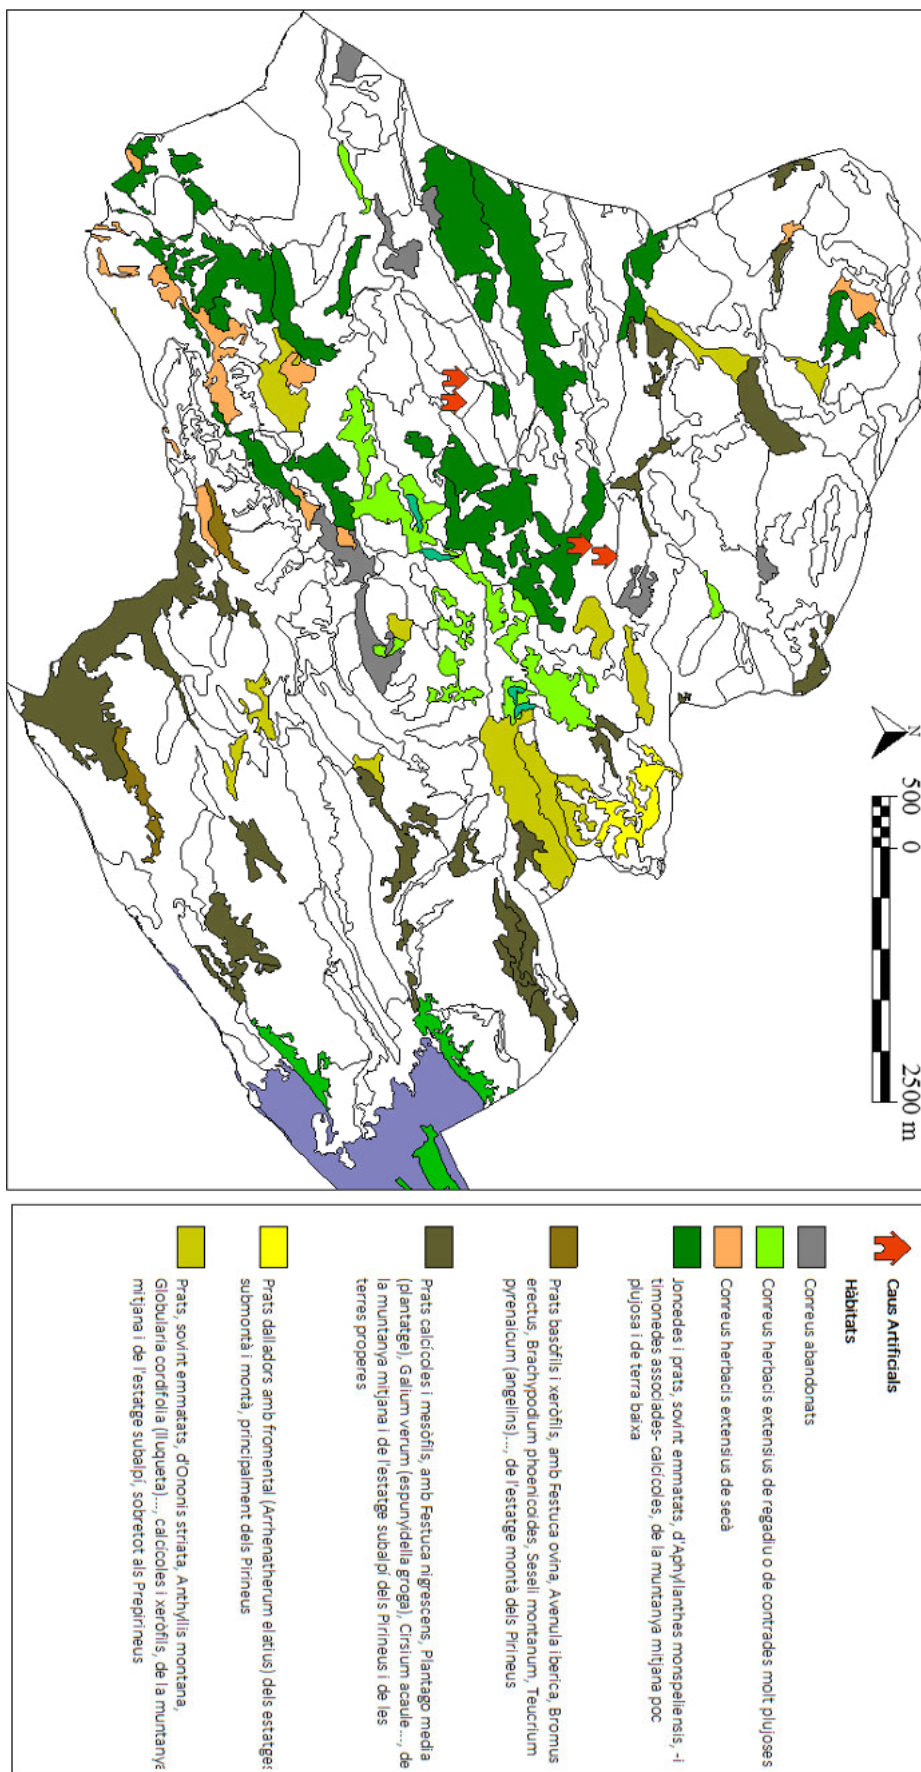 N
500 0 2500 m
Caus Artificials
Hàbitats
Conreus abandonats
Conreus herbacis extensius de regadiu o de contrades molt plujoses
Conreus herbacis extensius de secà
Joncedes i prats, sovint emmatats, d'Aphyllanthes monspeliensis, -i
timonedes associades- calcícoles, de la muntanya mitjana poc
plujosa i de terra baixa
Prats basòfils i xeròfils, amb Festuca ovina, Avenula iberica, Bromus
erectus, Brachypodium phoenicoides, Seseli montanum, Teucrium
pyrenaicum (angelins)..., de l'estatge montà dels Pirineus
Prats calcícoles i mesòfils, amb Festuca nigrescens, Plantago media
(plantatge), Galium verum (espunyidella groga), Cirsium acaule..., de
la muntanya mitjana i de l'estatge subalpí dels Pirineus i de les
terres properes
Prats dalladors amb fromental (Arrhenatherum elatius) dels estatges
submontà i montà, principalment dels Pirineus
Prats, sovint emmatats, d'Ononis striata, Anthyllis montana,
Globularia cordifolia (lluqueta)..., calcícoles i xeròfils, de la muntanya
mitjana i de l'estatge subalpí, sobretot als Prepirineus